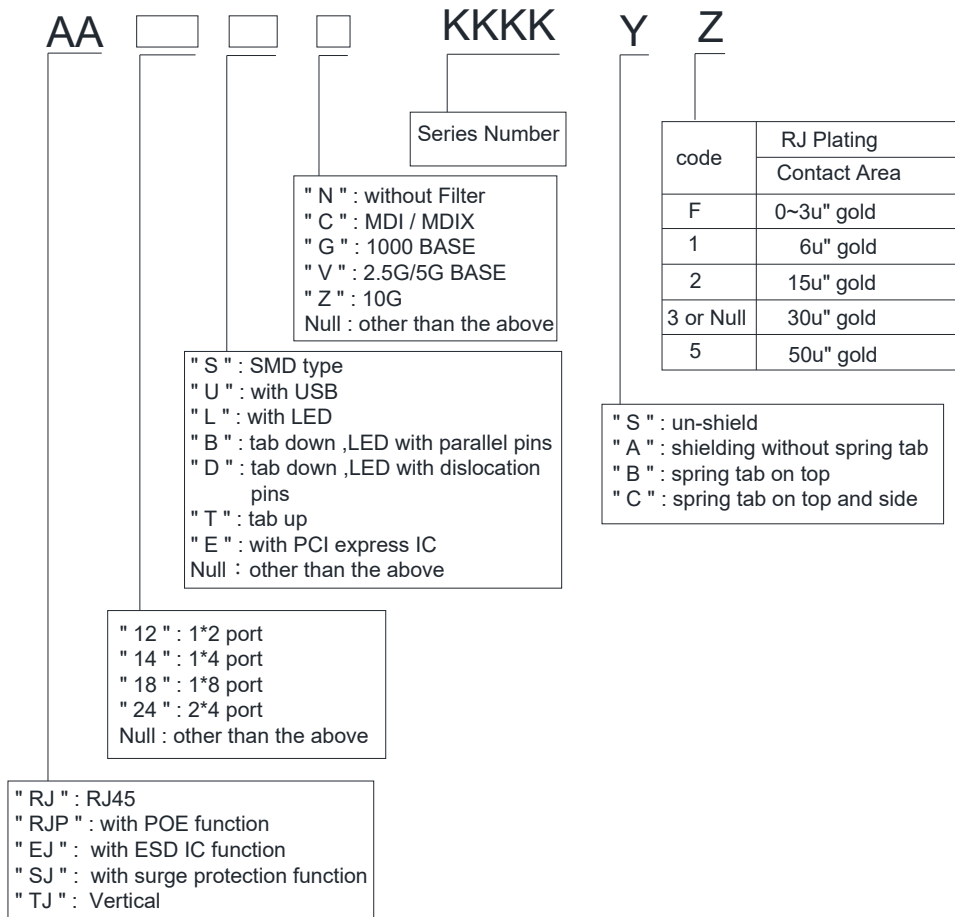 AA KKKK Y Z
Series Number
code RJ Plating
Contact Area
F 0~3u" gold
1 6u" gold
2 15u" gold
3 or Null 30u" gold
5 50u" gold
" N " : without Filter
" C " : MDI / MDIX
" G " : 1000 BASE
" V " : 2.5G/5G BASE
" Z " : 10G
Null : other than the above
" S " : SMD type
" U " : with USB
" L " : with LED
" B " : tab down ,LED with parallel pins
" D " : tab down ,LED with dislocation
pins
" T " : tab up
" E " : with PCI express IC
Null : other than the above
" S " : un-shield
" A " : shielding without spring tab
" B " : spring tab on top
" C " : spring tab on top and side
" 12 " : 1*2 port
" 14 " : 1*4 port
" 18 " : 1*8 port
" 24 " : 2*4 port
Null : other than the above
" RJ " : RJ45
" RJP " : with POE function
" EJ " : with ESD IC function
" SJ " : with surge protection function
" TJ " : Vertical